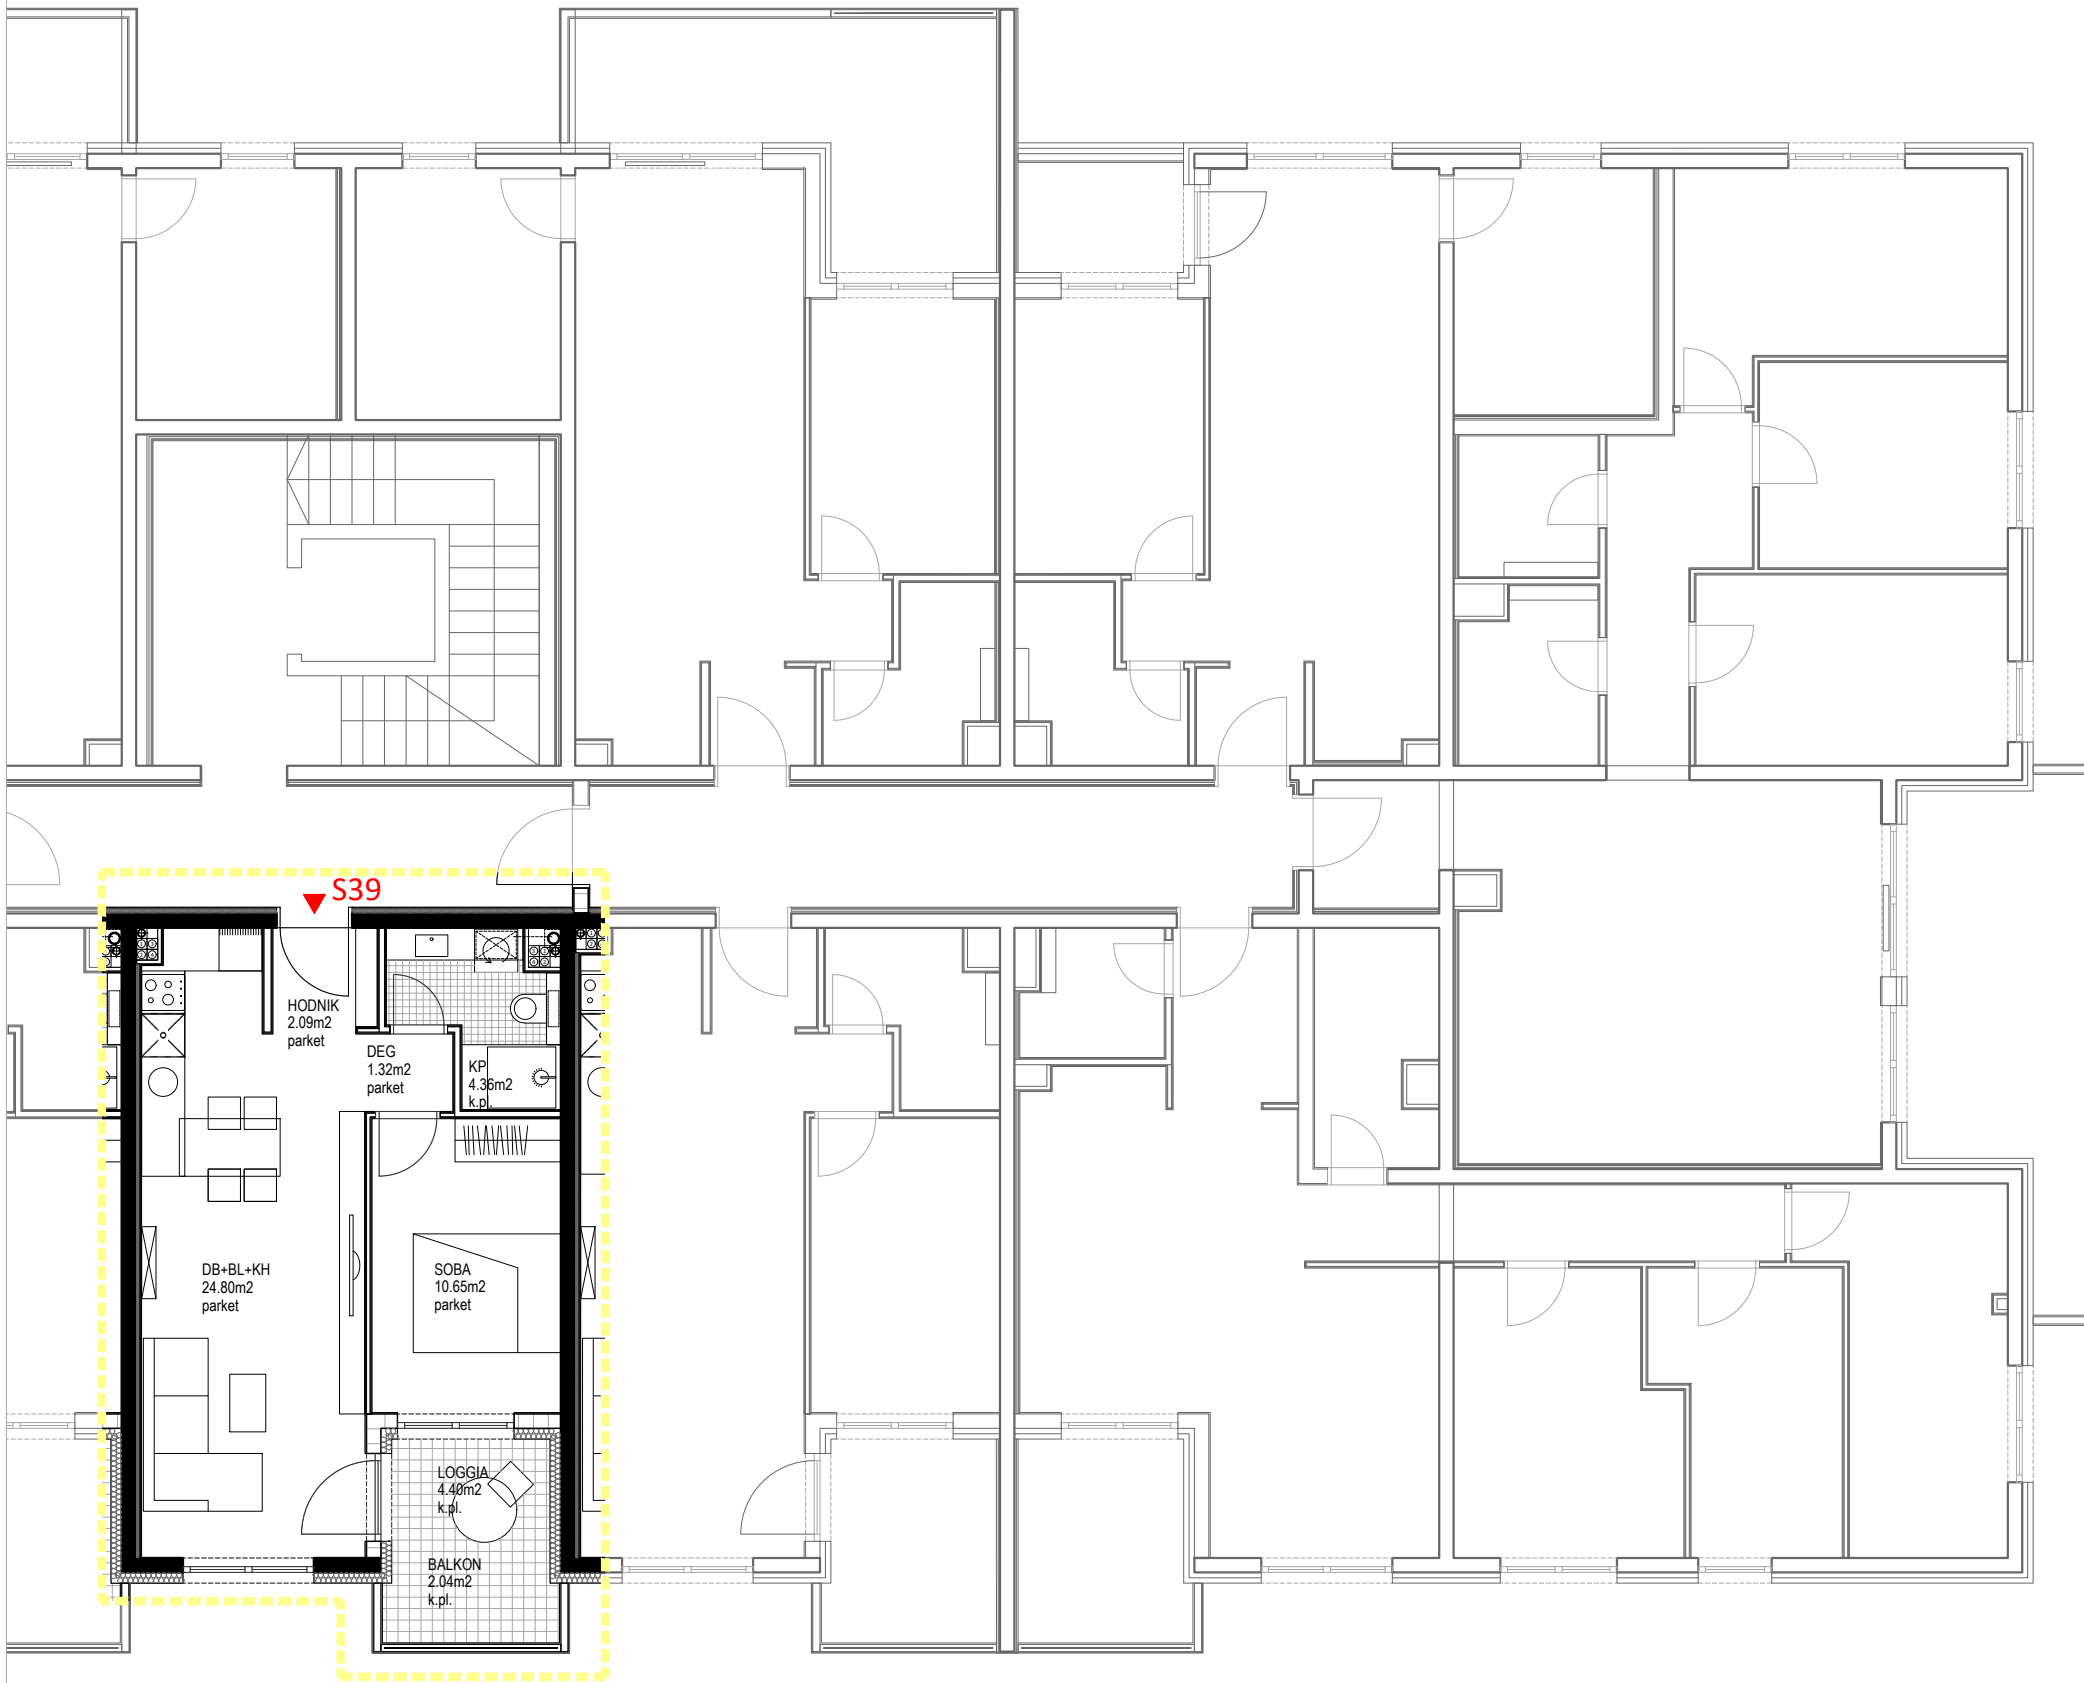 S39
HODNIK
2.09m2
parket
DEG
1.32m2
parket
KP
4.36m2
k.pl.
DB+BL+KH
24.80m2
parket
SOBA
10.65m2
parket
LOGGIA
4.40m2
k.pl.
BALKON
2.04m2
k.pl.